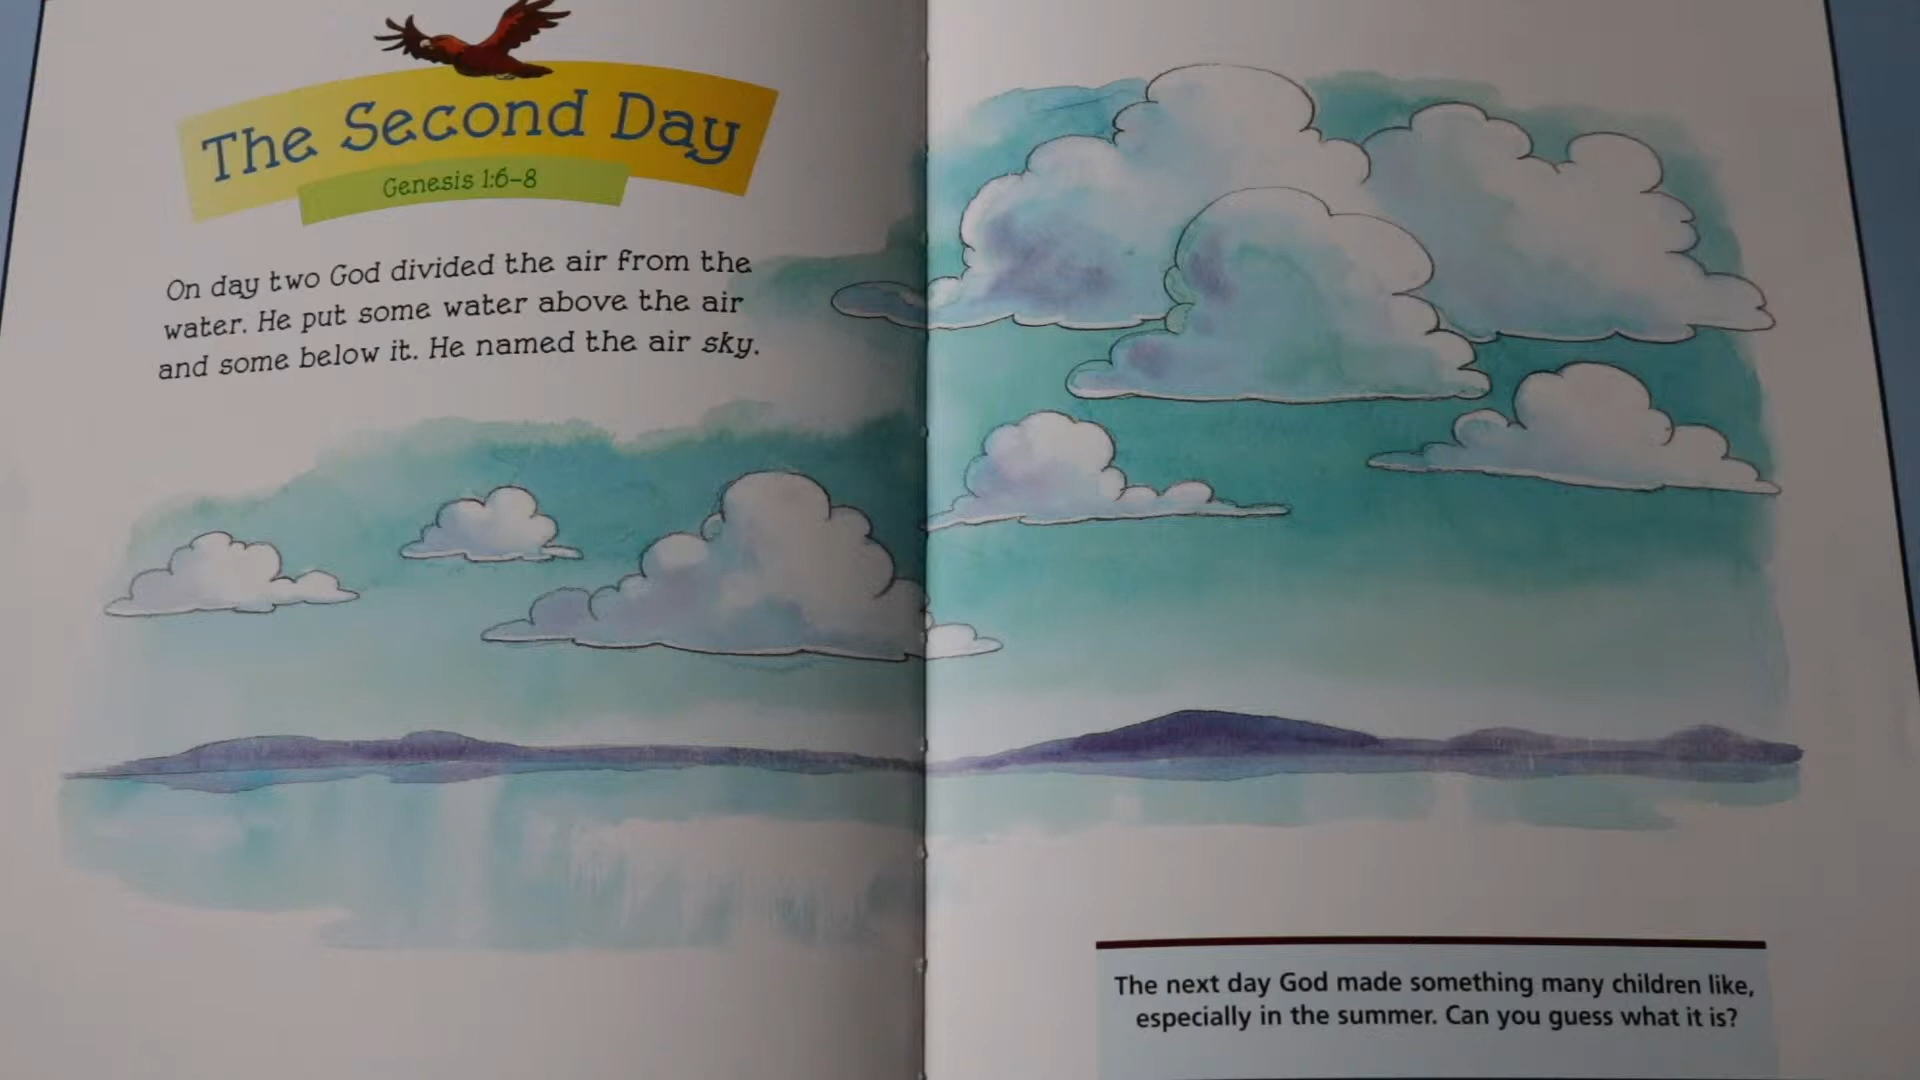 The Second Day
Genesis 1:6–8
On day two God divided the air from the
water. He put some water above the air
and some below it. He named the air sky.
The next day God made something many children like,
especially in the summer. Can you guess what it is?